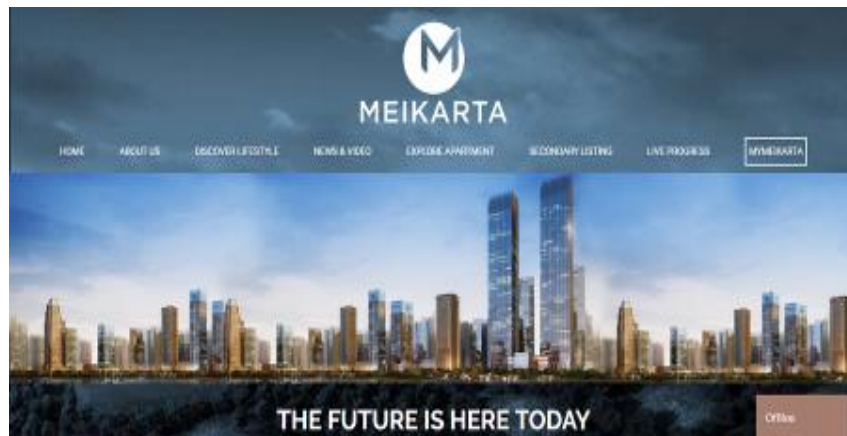 M
MEIKARTA
HOME ABOUT US DISCOVER LIFESTYLE NEWS & VIDEO EXPLORE APARTMENT SECONDARY LISTING LIVE PROGRESS MYMEIKARTA
THE FUTURE IS HERE TODAY
Offline